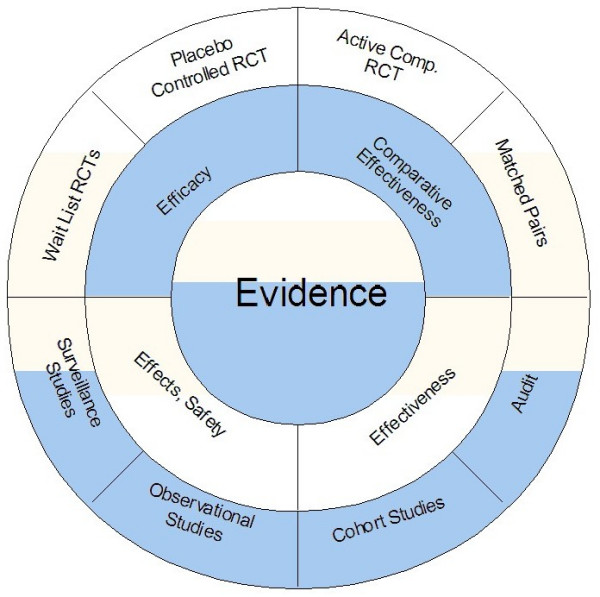 Placebo
Controlled RCT
Active Comp.
RCT
Wait List RCTs
Efficacy
Comparative
Effectiveness
Matched Pairs
Evidence
Surveillance
Studies
Effects, Safety
Effectiveness
Audit
Observational
Studies
Cohort Studies